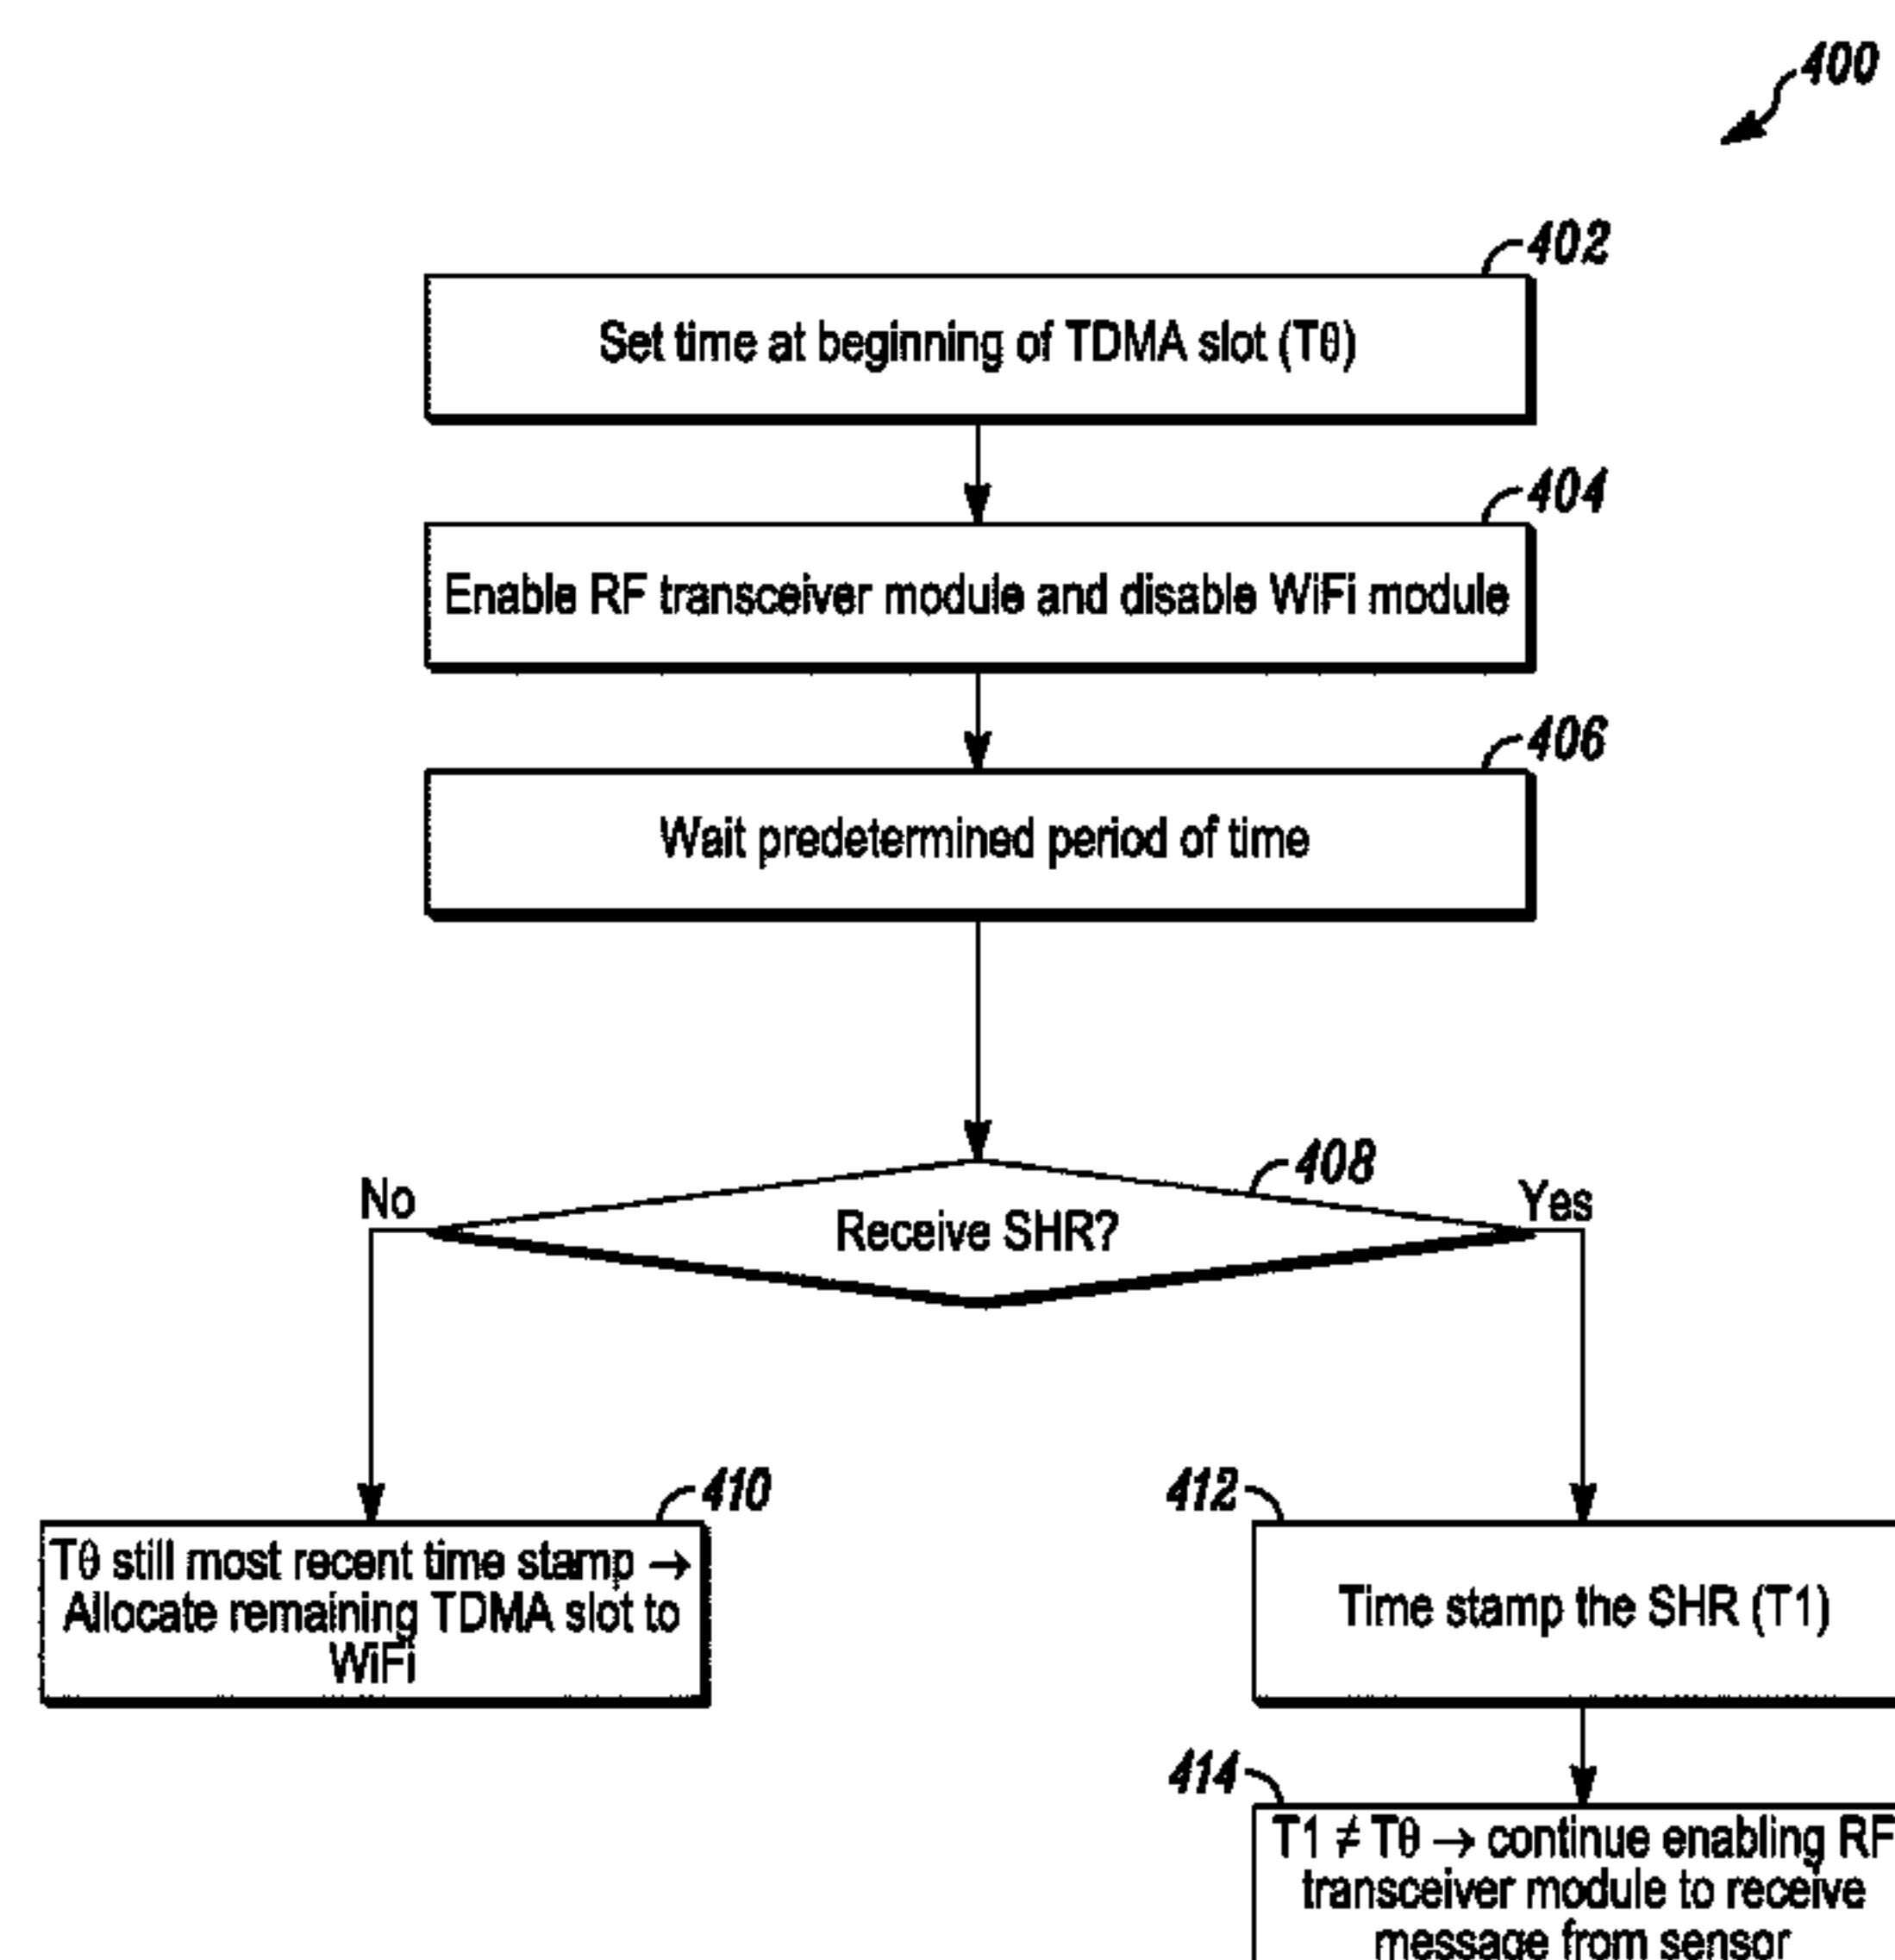 400
402
Set time at beginning of TDMA slot (Tθ)
404
Enable RF transceiver module and disable WiFi module
406
Wait predetermined period of time
408
No
Receive SHR?
Yes
410
Tθ still most recent time stamp →
Allocate remaining TDMA slot to
WiFi
412
Time stamp the SHR (T1)
414
T1 ≠ Tθ → continue enabling RF
transceiver module to receive
message from sensor